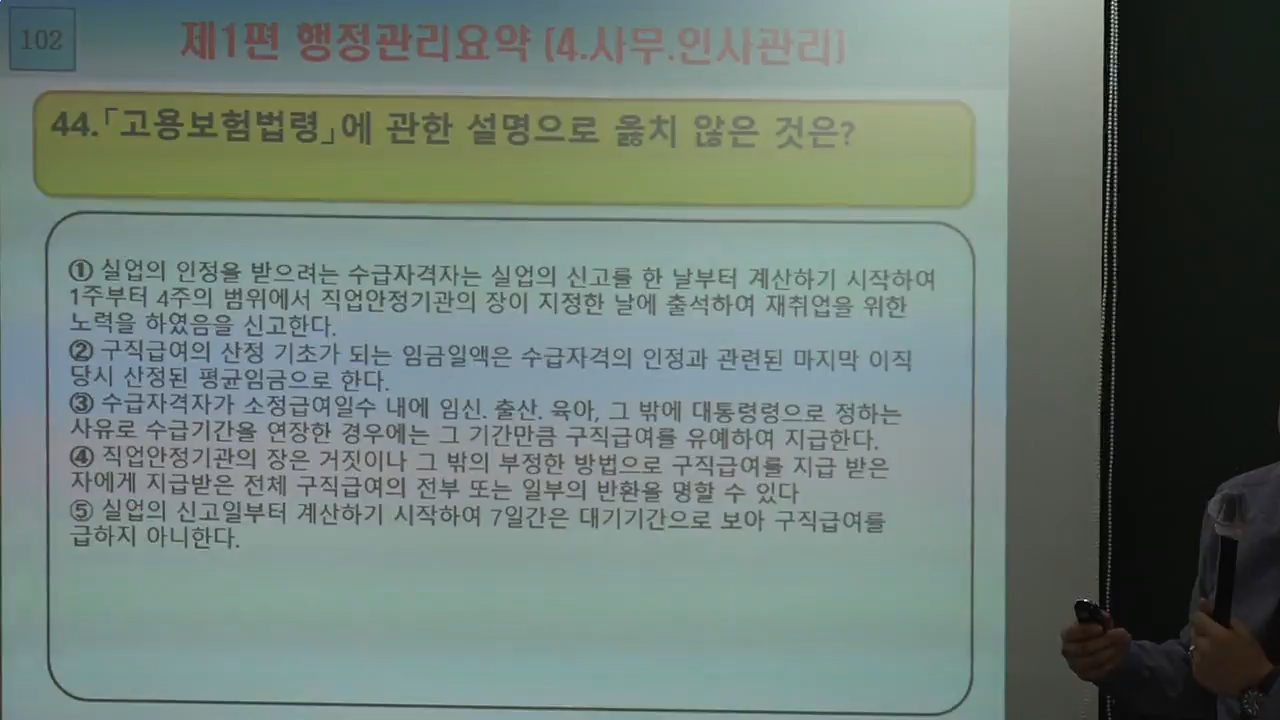 102
제1편 행정관리요약 (4.사무.인사관리)
44.「고용보험법령」에 관한 설명으로 옳치 않은 것은?
① 실업의 인정을 받으려는 수급자격자는 실업의 신고를 한 날부터 계산하기 시작하여
1주부터 4주의 범위에서 직업안정기관의 장이 지정한 날에 출석하여 재취업을 위한
노력을 하였음을 신고한다.
② 구직급여의 산정 기초가 되는 임금일액은 수급자격의 인정과 관련된 마지막 이직
당시 산정된 평균임금으로 한다.
③ 수급자격자가 소정급여일수 내에 임신. 출산. 육아, 그 밖에 대통령령으로 정하는
사유로 수급기간을 연장한 경우에는 그 기간만큼 구직급여를 유예하여 지급한다.
④ 직업안정기관의 장은 거짓이나 그 밖의 부정한 방법으로 구직급여를 지급 받은
자에게 지급받은 전체 구직급여의 전부 또는 일부의 반환을 명할 수 있다
⑤ 실업의 신고일부터 계산하기 시작하여 7일간은 대기기간으로 보아 구직급여를
급하지 아니한다.